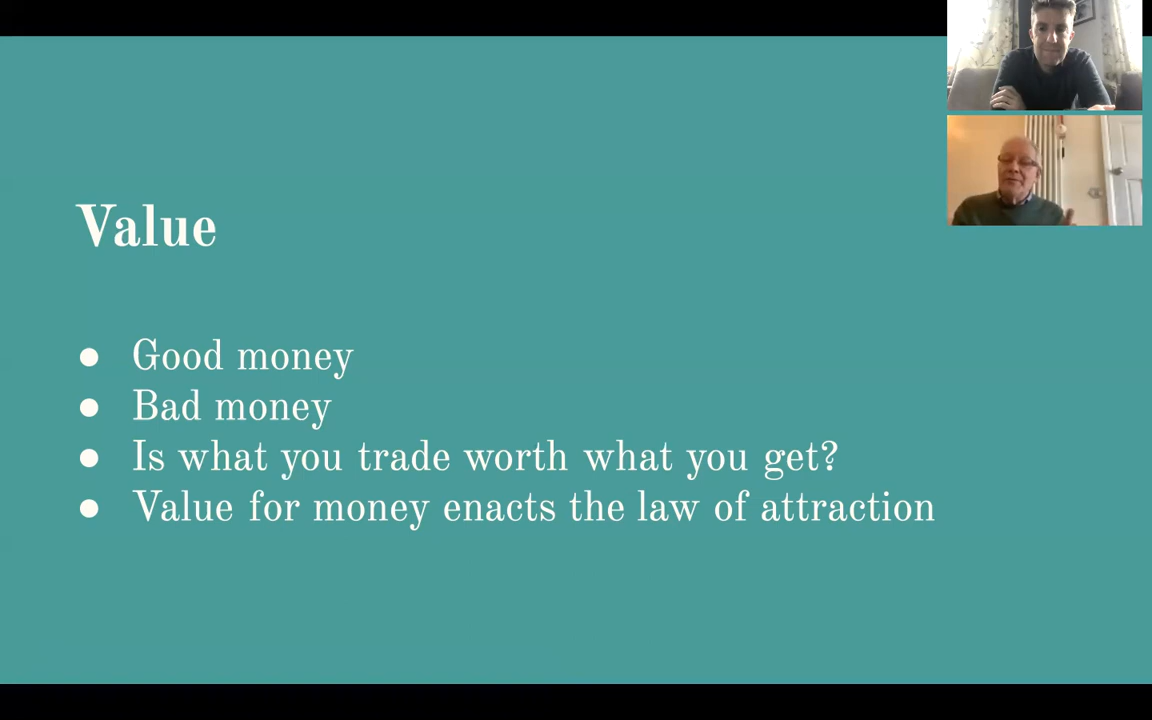 Value
● Good money
● Bad money
● Is what you trade worth what you get?
● Value for money enacts the law of attraction